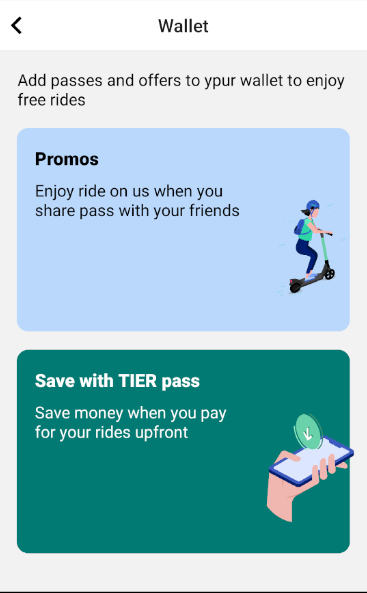 Wallet
Add passes and offers to ypur wallet to enjoy
free rides
Promos
Enjoy ride on us when you
share pass with your friends
Save with TIER pass
Save money when you pay
for your rides upfront